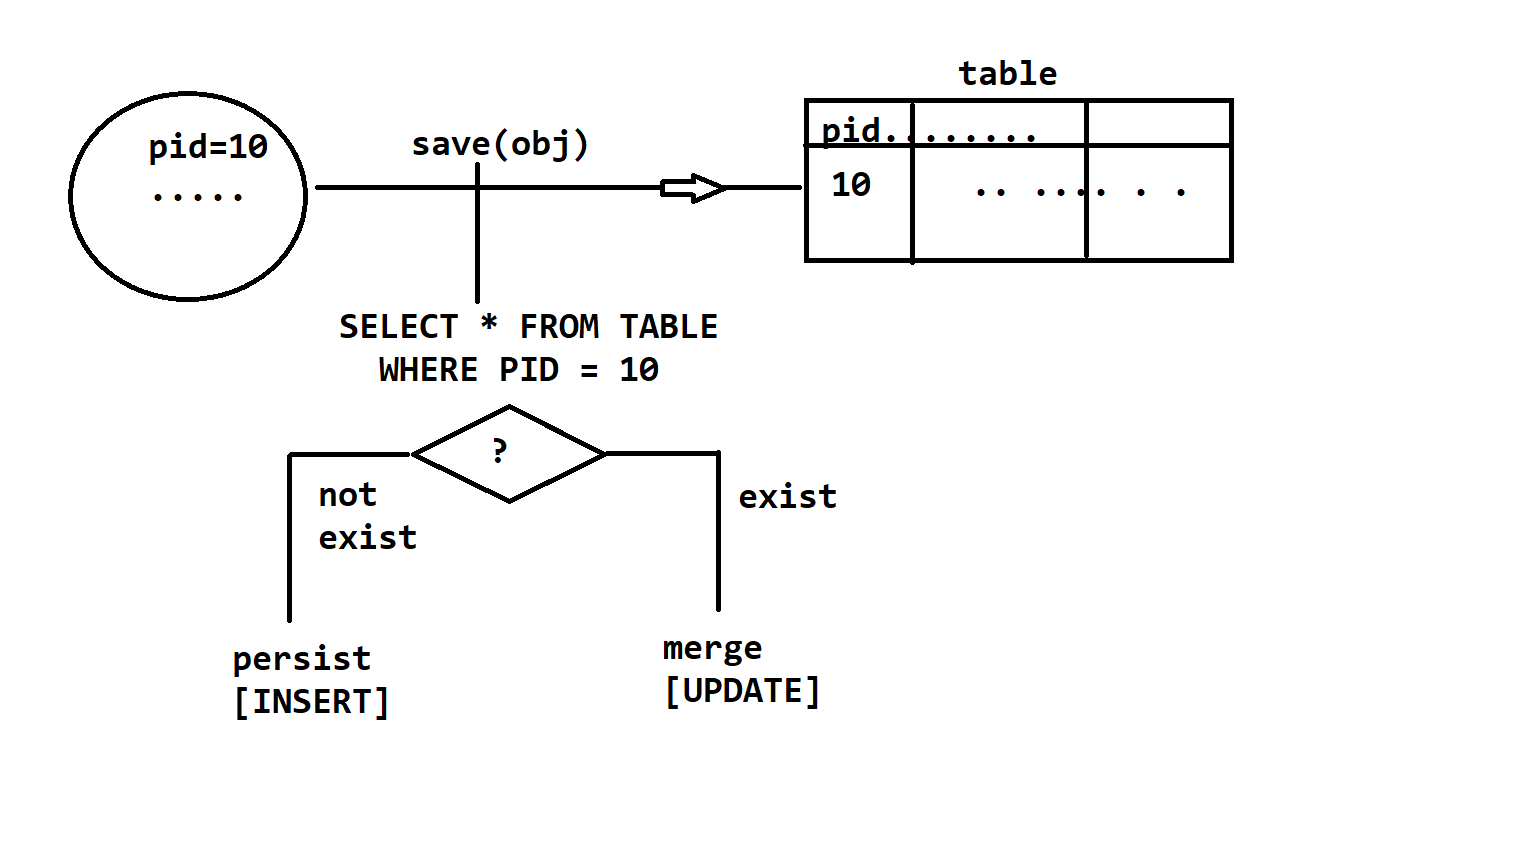 table
pid=10
.....
save(obj)
pid........
10 .. .... . .
SELECT * FROM TABLE
WHERE PID = 10
?
not
exist
exist
persist
[INSERT]
merge
[UPDATE]